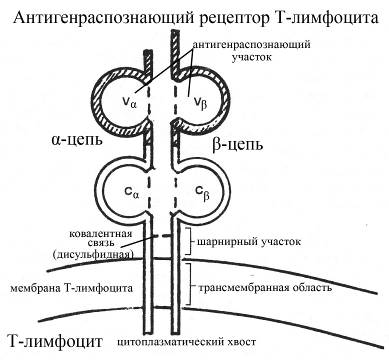 Антигенраспознающий рецептор Т-лимфоцита
антигенраспознающий
участок
Vα
Vβ
α-цепь
β-цепь
Cα
Cβ
ковалентная
связь
(дисульфидная)
шарнирный участок
мембрана Т-лимфоцита
трансмембранная область
Т-лимфоцит
цитоплазматический хвост